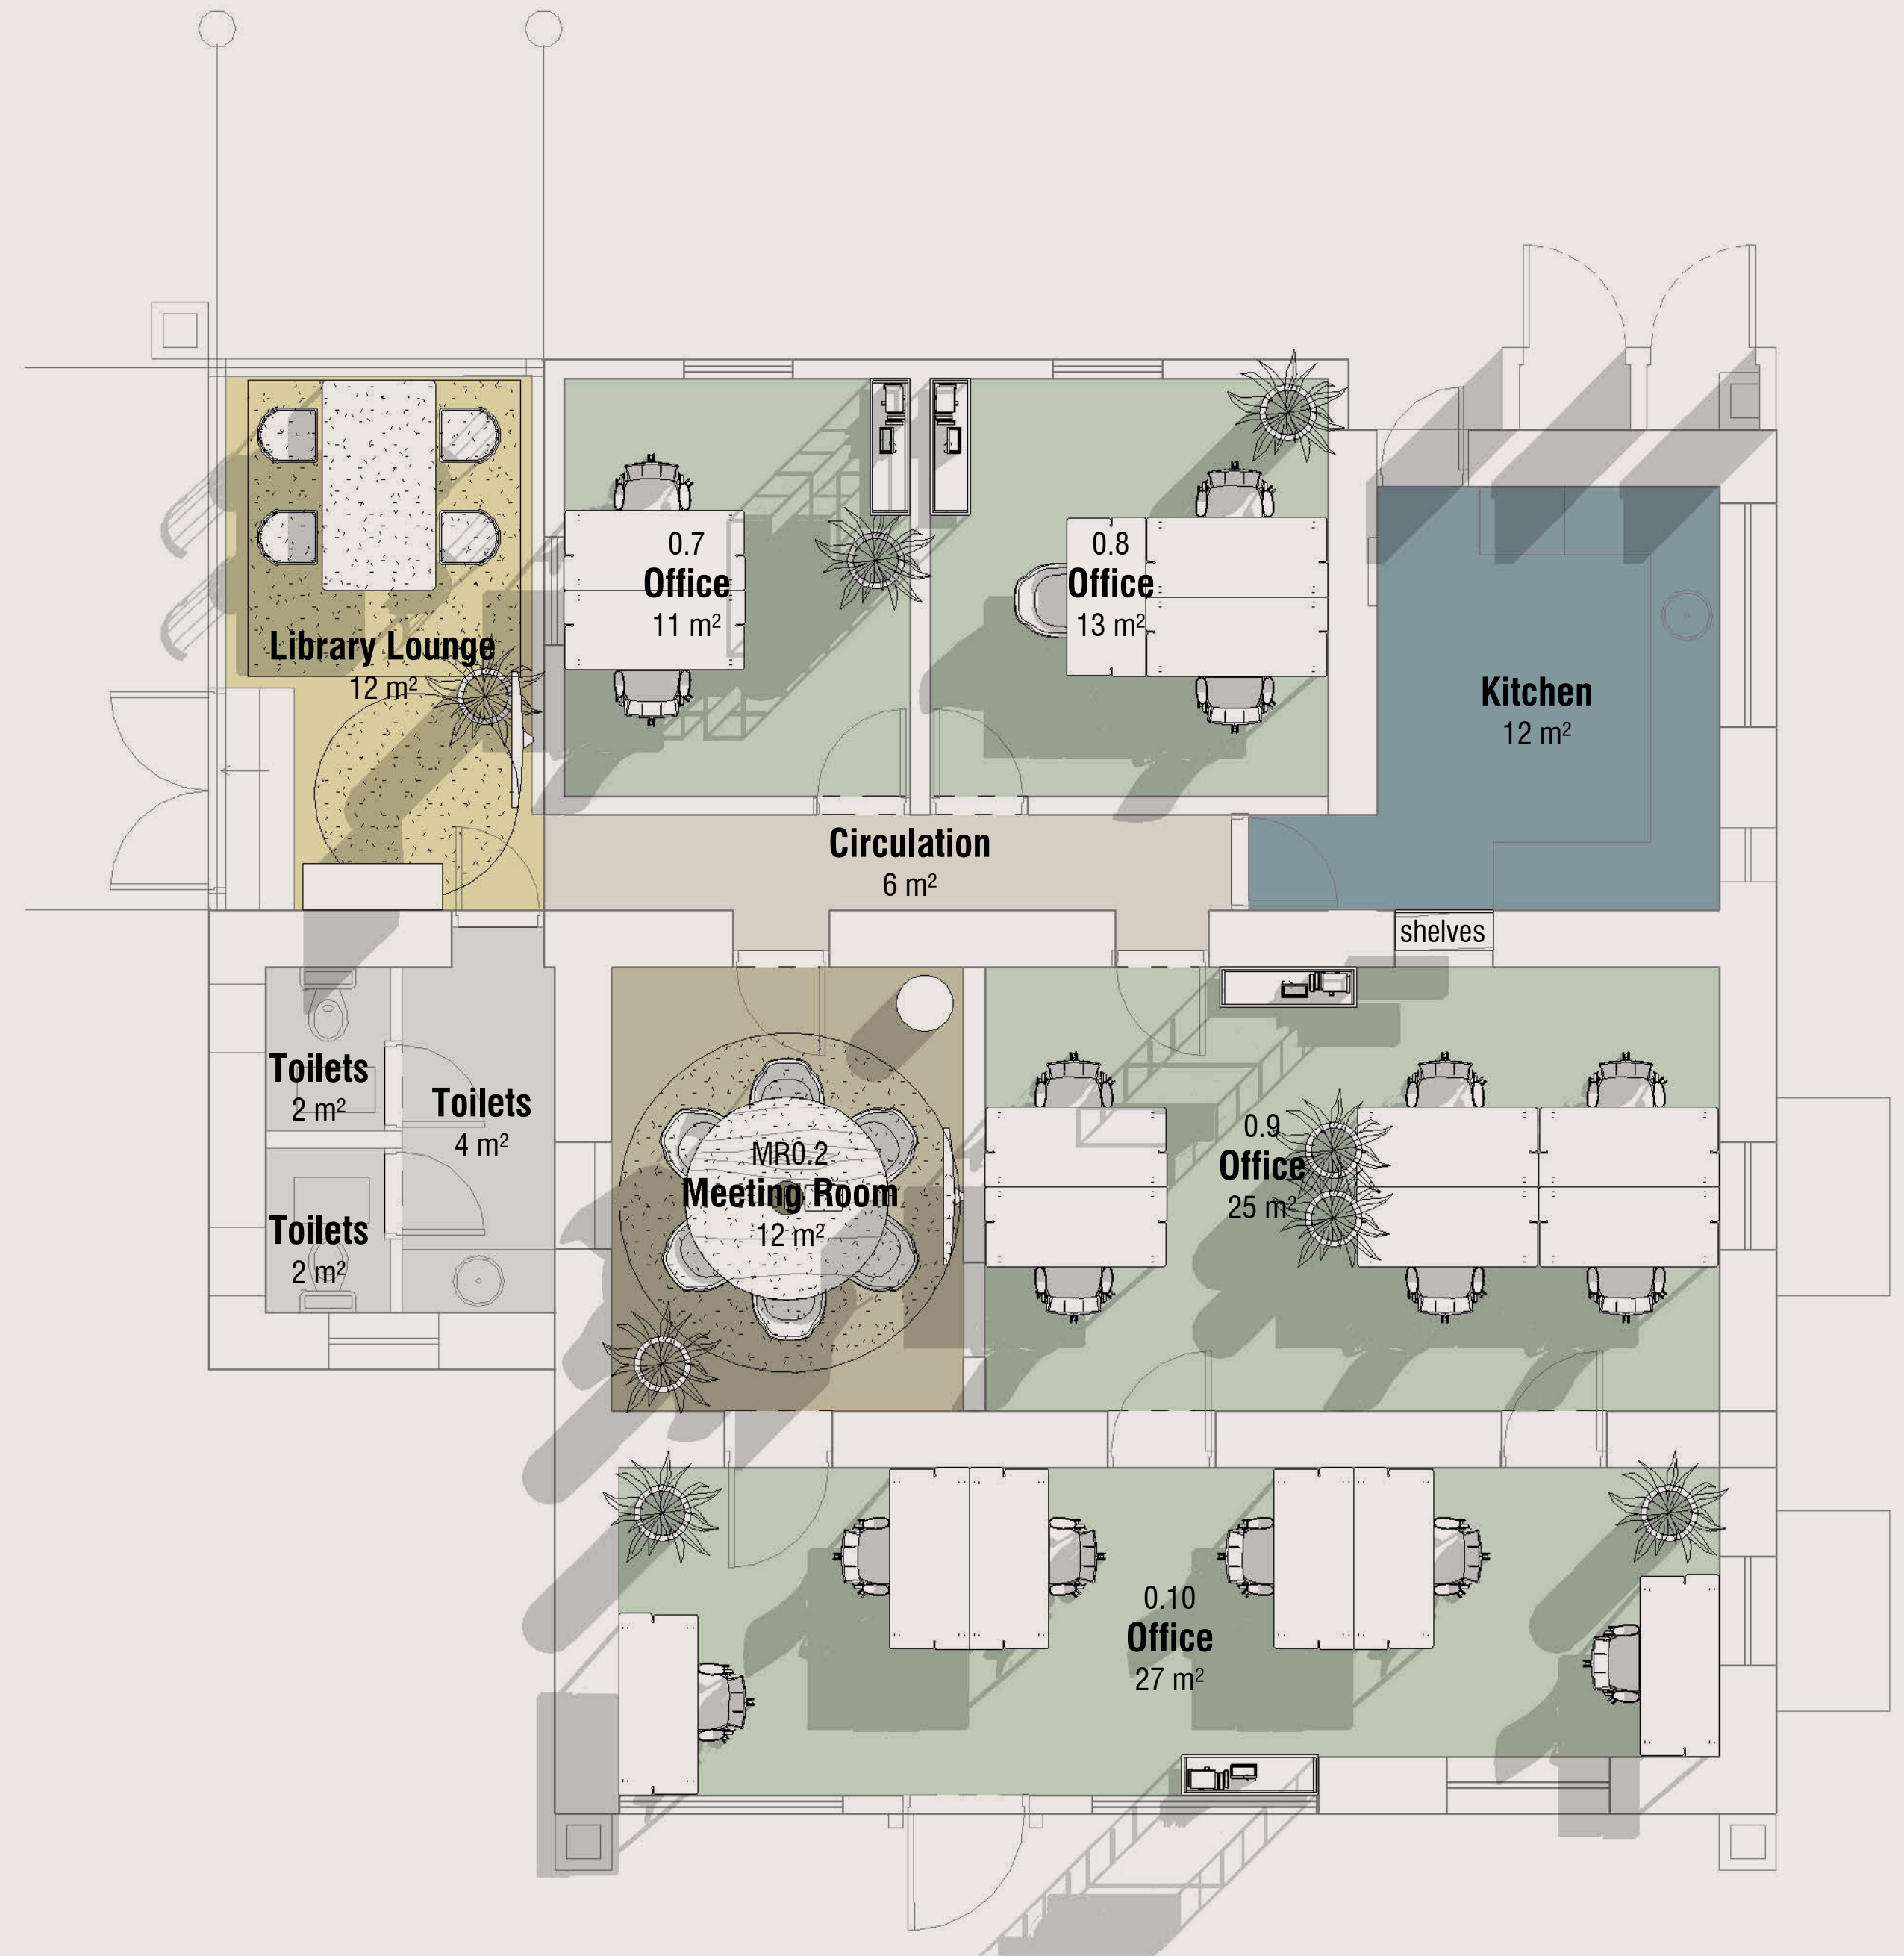 0.7
Office
11 m²
0.8
Office
13 m²
Library Lounge
12 m²
Kitchen
12 m²
Circulation
6 m²
shelves
Toilets
2 m²
Toilets
4 m²
Toilets
2 m²
MR0.2
Meeting Room
12 m²
0.9
Office
25 m²
0.10
Office
27 m²